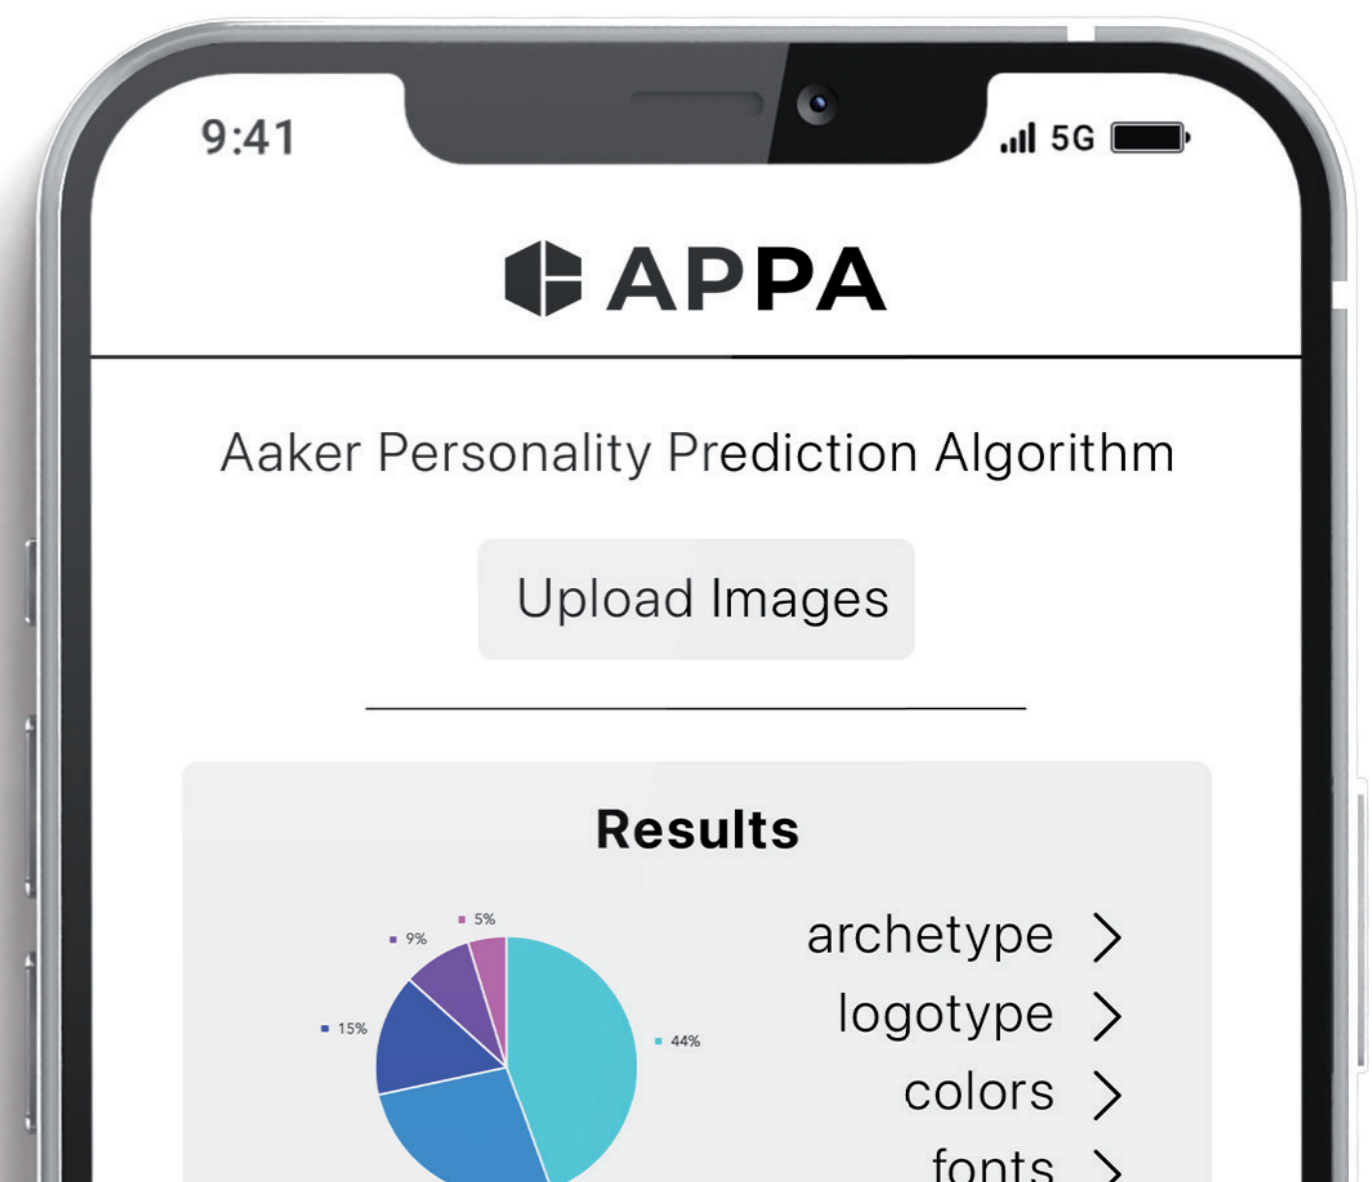 9:41
5G
APPA
Aaker Personality Prediction Algorithm
Upload Images
Results
5%
9%
15%
44%
archetype
logotype
colors
fonts